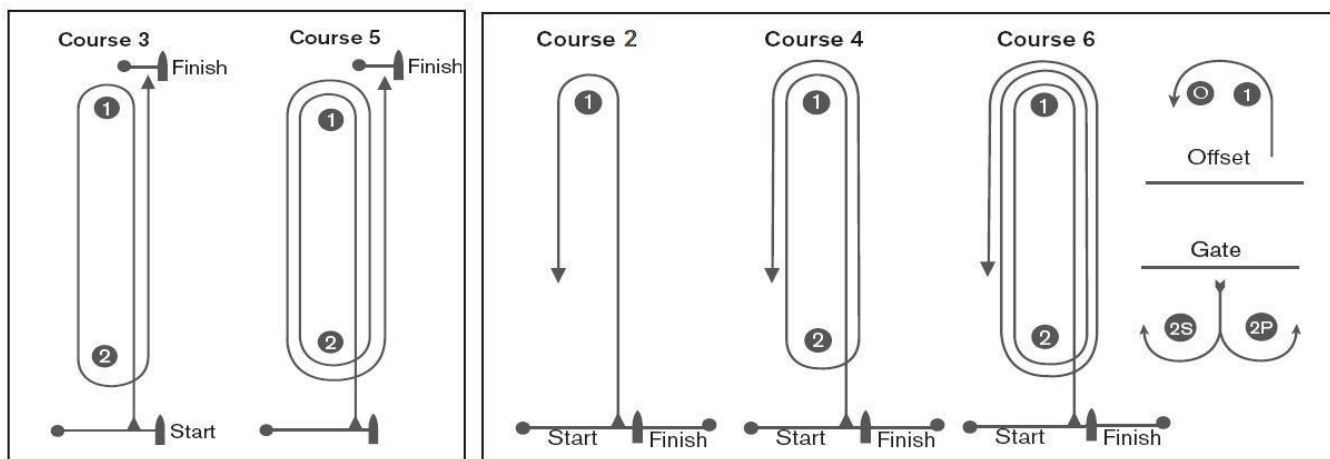 Course 3
Finish
1
2
Start
Course 5
Finish
1
2
Course 2
1
Start Finish
Course 4
1
2
Start Finish
Course 6
1
2
Start Finish
O 1
Offset
Gate
2S 2P